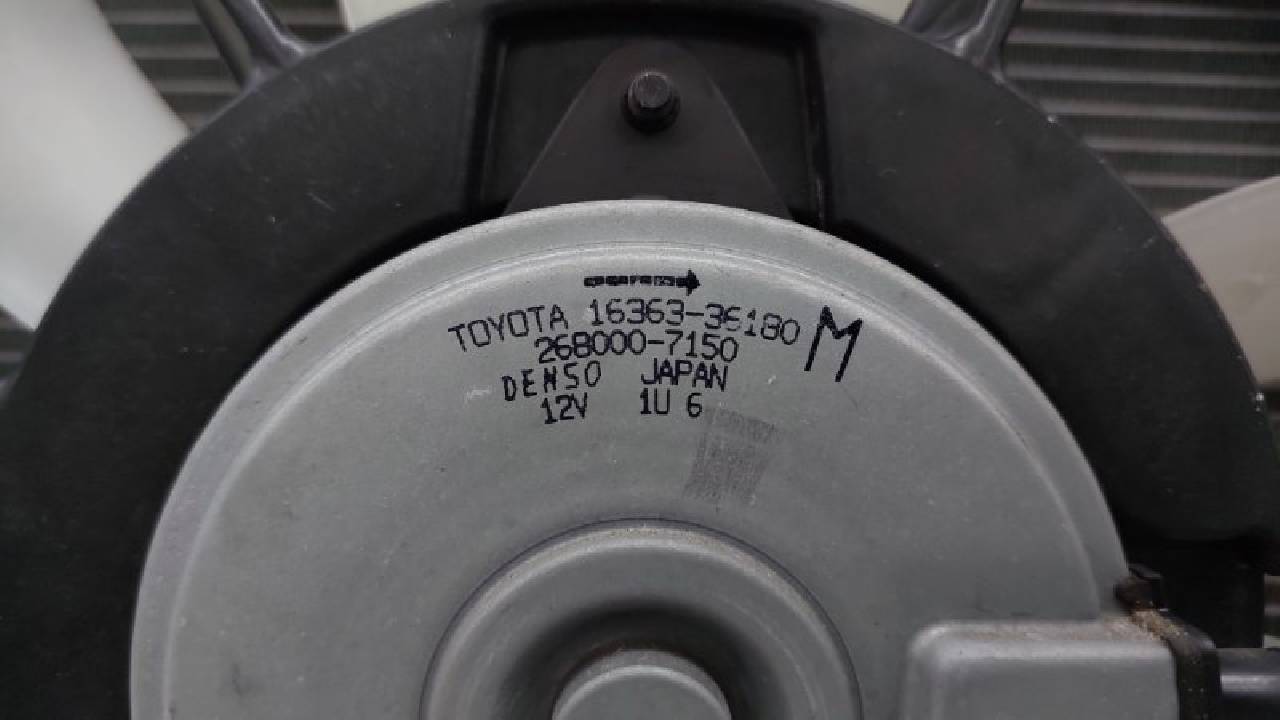 TOYOTA 16363-36180 M
268000-7150
DENSO JAPAN
12V 1U 6